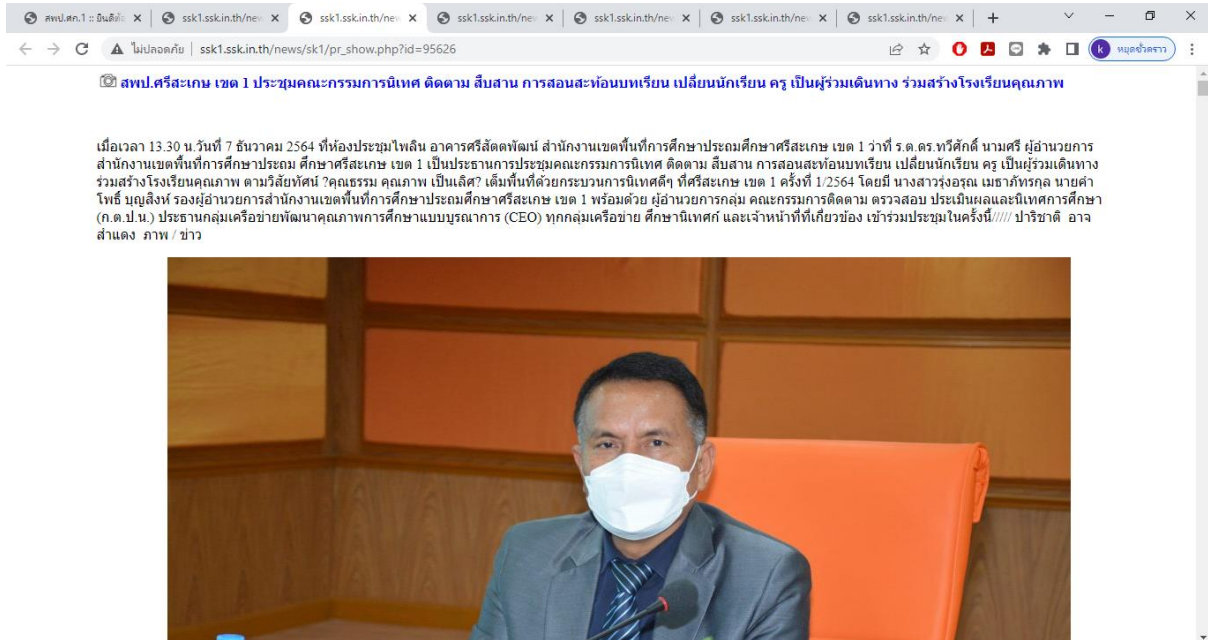 สพป.ศก.1 :: ยินดีต้อ
ssk1.ssk.in.th/nev
ssk1.ssk.in.th/nev
ssk1.ssk.in.th/nev
ssk1.ssk.in.th/nev
ssk1.ssk.in.th/nev
ssk1.ssk.in.th/nev
ไม่ปลอดภัย | ssk1.ssk.in.th/news/sk1/pr_show.php?id=95626
k หยุดชั่วคราว
สพป.ศรีสะเกษ เขต 1 ประชุมคณะกรรมการนิเทศ ติดตาม สืบสาน การสอนสะท้อนบทเรียน เปลี่ยนนักเรียน ครู เป็นผู้ร่วมเดินทาง ร่วมสร้างโรงเรียนคุณภาพ
เมื่อเวลา 13.30 น.วันที่ 7 ธันวาคม 2564 ที่ห้องประชุมไพลิน อาคารศรีสัตตพัฒน์ สำนักงานเขตพื้นที่การศึกษาประถมศึกษาศรีสะเกษ เขต 1 ว่าที่ ร.ต.ดร.ทวีศักดิ์ นามศรี ผู้อำนวยการ
สำนักงานเขตพื้นที่การศึกษาประถม ศึกษาศรีสะเกษ เขต 1 เป็นประธานการประชุมคณะกรรมการนิเทศ ติดตาม สืบสาน การสอนสะท้อนบทเรียน เปลี่ยนนักเรียน ครู เป็นผู้ร่วมเดินทาง
ร่วมสร้างโรงเรียนคุณภาพ ตามวิสัยทัศน์ ?คุณธรรม คุณภาพ เป็นเลิศ? เต็มพื้นที่ด้วยกระบวนการนิเทศดีๆ ที่ศรีสะเกษ เขต 1 ครั้งที่ 1/2564 โดยมี นางสาวรุ่งอรุณ เมธาภัทรกุล นายคำ
โพธิ์ บุญสิงห์ รองผู้อำนวยการสำนักงานเขตพื้นที่การศึกษาประถมศึกษาศรีสะเกษ เขต 1 พร้อมด้วย ผู้อำนวยการกลุ่ม คณะกรรมการติดตาม ตรวจสอบ ประเมินผลและนิเทศการศึกษา
(ก.ต.ป.น.) ประธานกลุ่มเครือข่ายพัฒนาคุณภาพการศึกษาแบบบูรณาการ (CEO) ทุกกลุ่มเครือข่าย ศึกษานิเทศก์ และเจ้าหน้าที่ที่เกี่ยวข้อง เข้าร่วมประชุมในครั้งนี้///// ปาริชาติ อาจ
สำแดง ภาพ / ข่าว